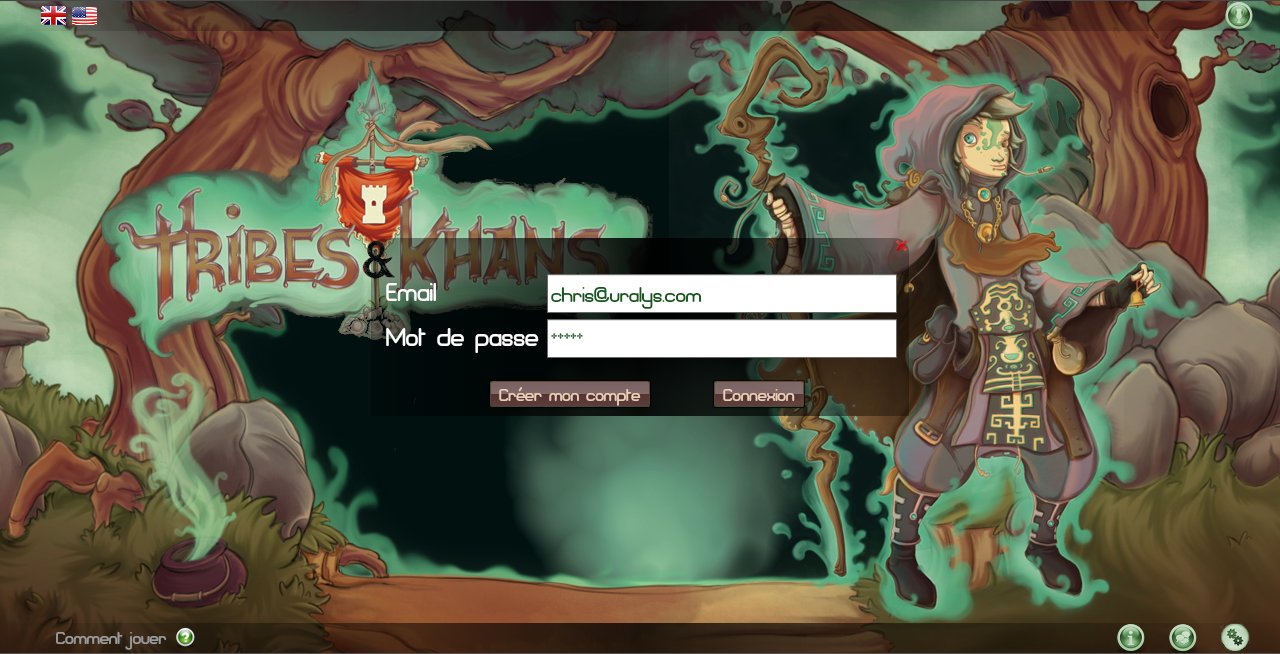 TRIBES & KHANS
Email
chris@uralys.com
Mot de passe
+++++
Créer mon compte
Connexion
Comment jouer ?